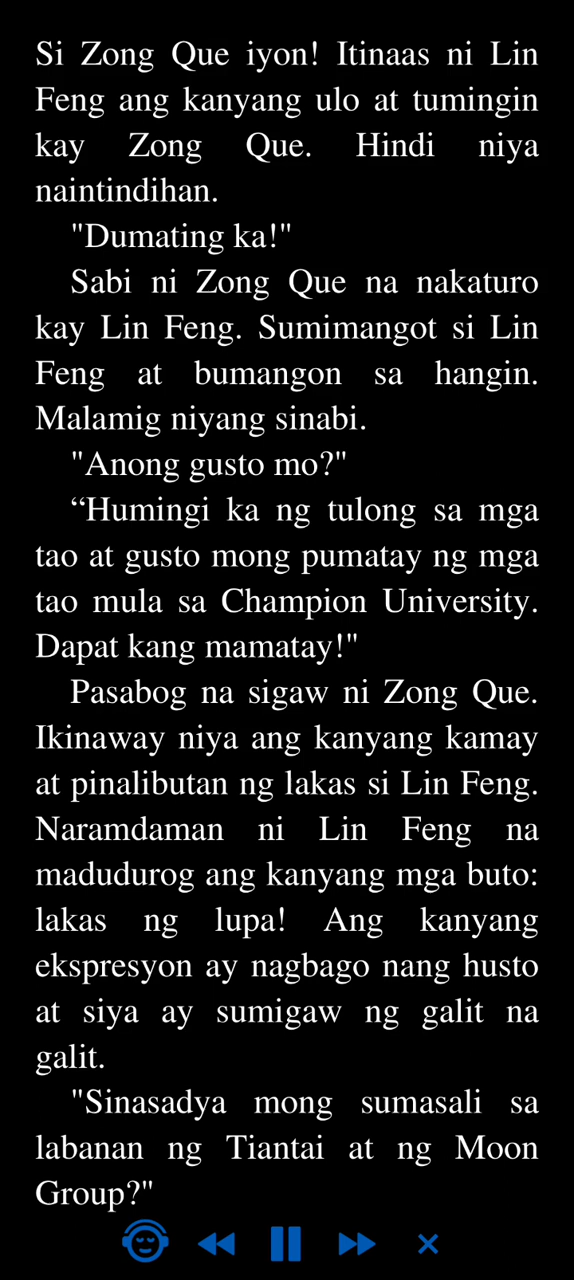 Si Zong Que iyon! Itinaas ni Lin
Feng ang kanyang ulo at tumingin
kay Zong Que. Hindi niya
naintindihan.
"Dumating ka!"
Sabi ni Zong Que na nakaturo
kay Lin Feng. Sumimangot si Lin
Feng at bumangon sa hangin.
Malamig niyang sinabi.
"Anong gusto mo?"
“Humingi ka ng tulong sa mga
tao at gusto mong pumatay ng mga
tao mula sa Champion University.
Dapat kang mamatay!"
Pasabog na sigaw ni Zong Que.
Ikinaway niya ang kanyang kamay
at pinalibutan ng lakas si Lin Feng.
Naramdaman ni Lin Feng na
madudurog ang kanyang mga buto:
lakas ng lupa! Ang kanyang
ekspresyon ay nagbago nang husto
at siya ay sumigaw ng galit na
galit.
"Sinasadya mong sumasali sa
labanan ng Tiantai at ng Moon
Group?"